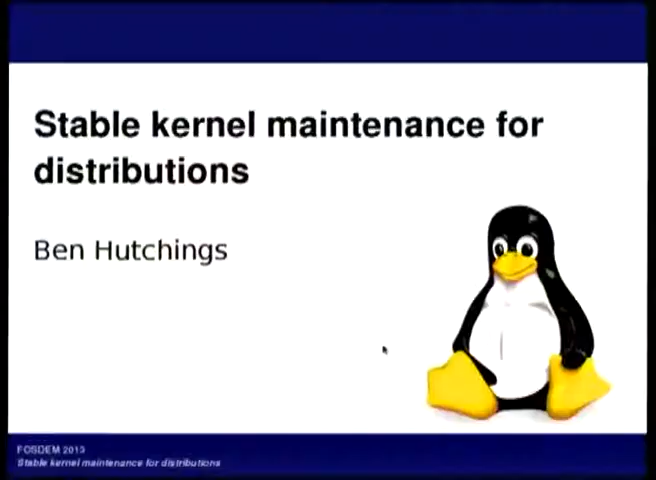 Stable kernel maintenance for
distributions
Ben Hutchings
FOSDEM 2013
Stable kernel maintenance for distributions